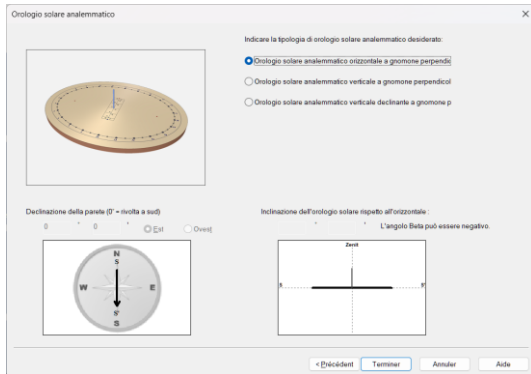 Orologio solare analemmatico
Indicare la tipologia di orologio solare analemmatico desiderato:
Orologio solare analemmatico orizzontale a gnomone perpendic
Orologio solare analemmatico verticale a gnomone perpendicol
Orologio solare analemmatico verticale declinante a gnomone p
Declinazione della parete (0° = rivolta a sud)
0 ° 0 ' Est Ovest
Inclinazione dell'orologio solare rispetto all'orizzontale :
° ' L'angolo Beta può essere negativo.
N
S
W E
S'
S
Zenit
S S'
< Précédent Terminer Annuler Aide